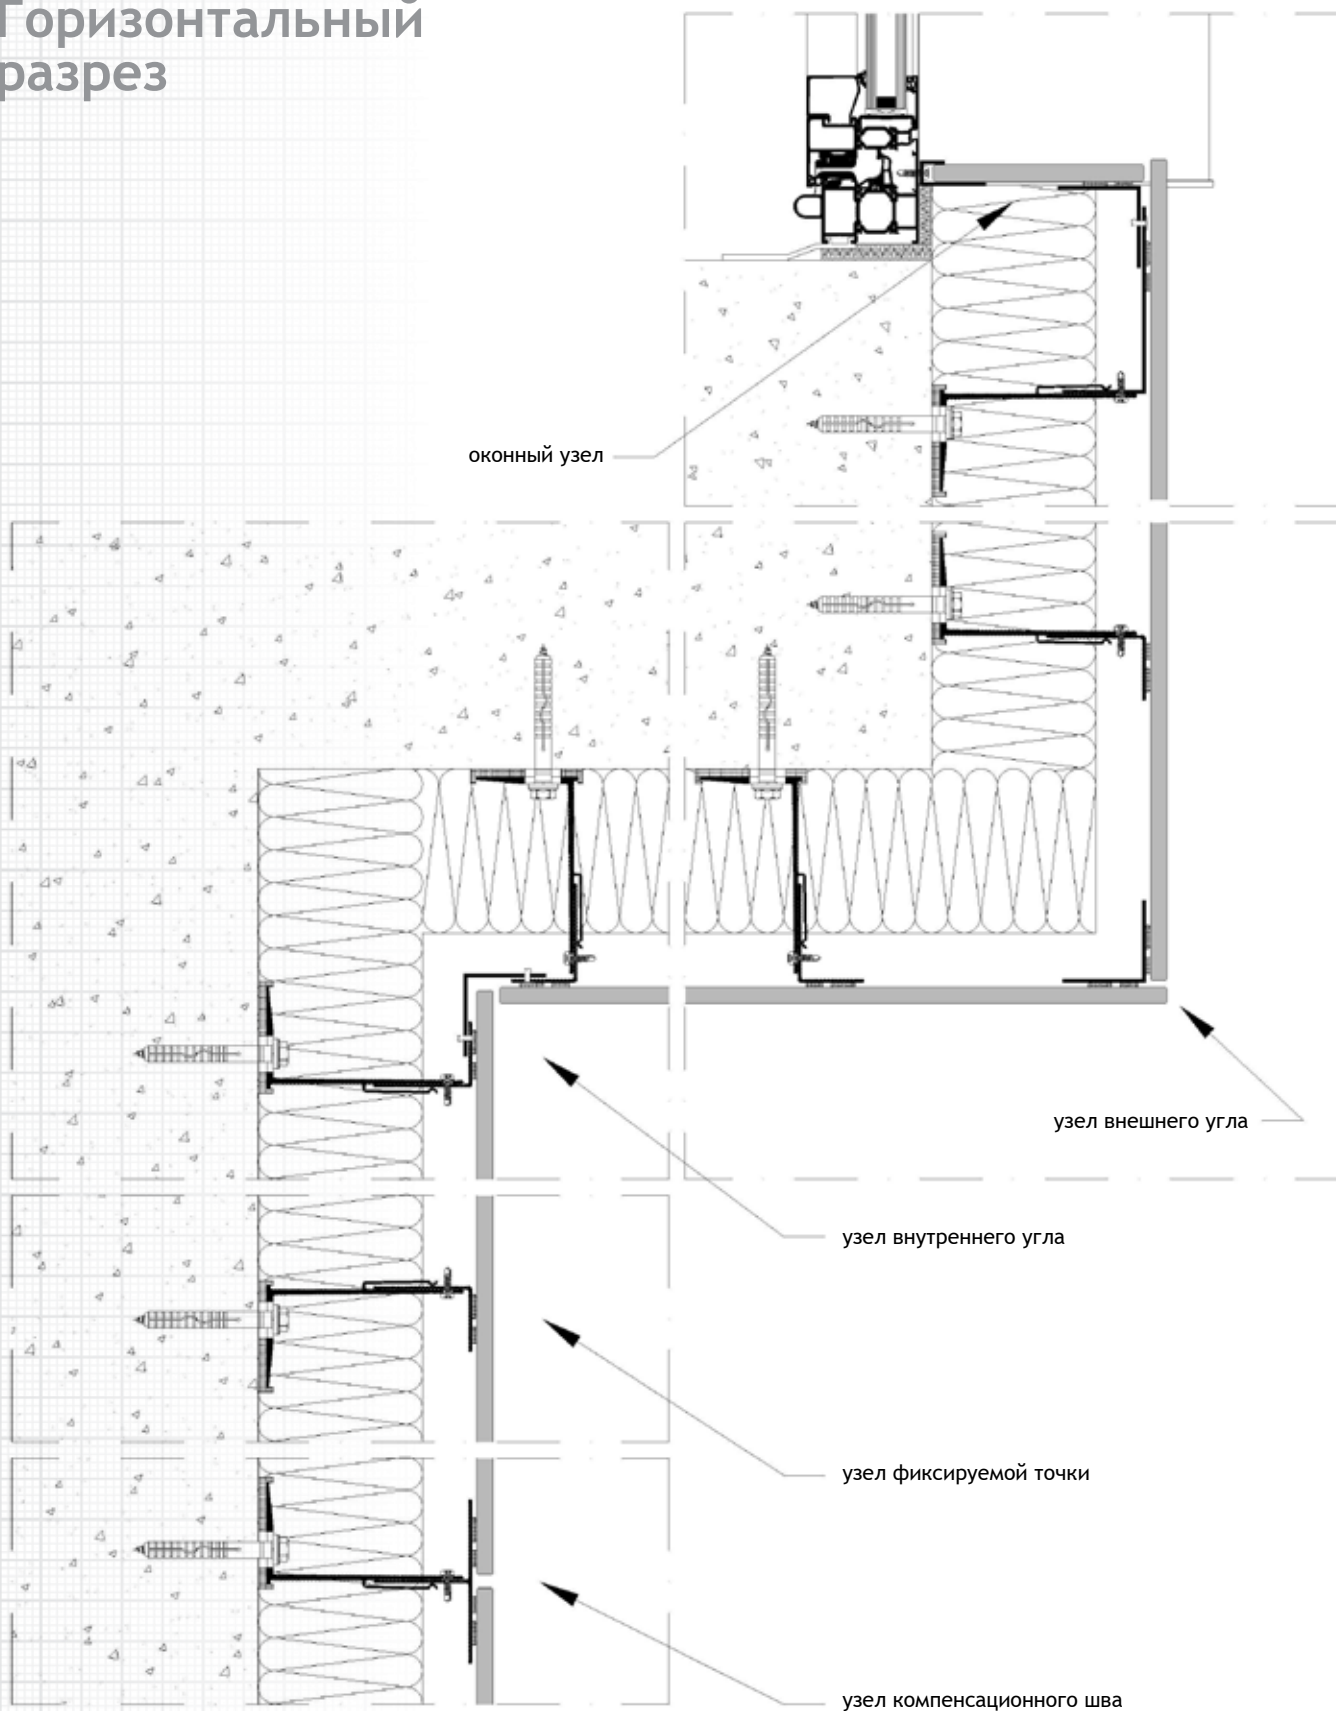 Горизонтальный
разрез
оконный узел
узел внешнего угла
узел внутреннего угла
узел фиксируемой точки
узел компенсационного шва